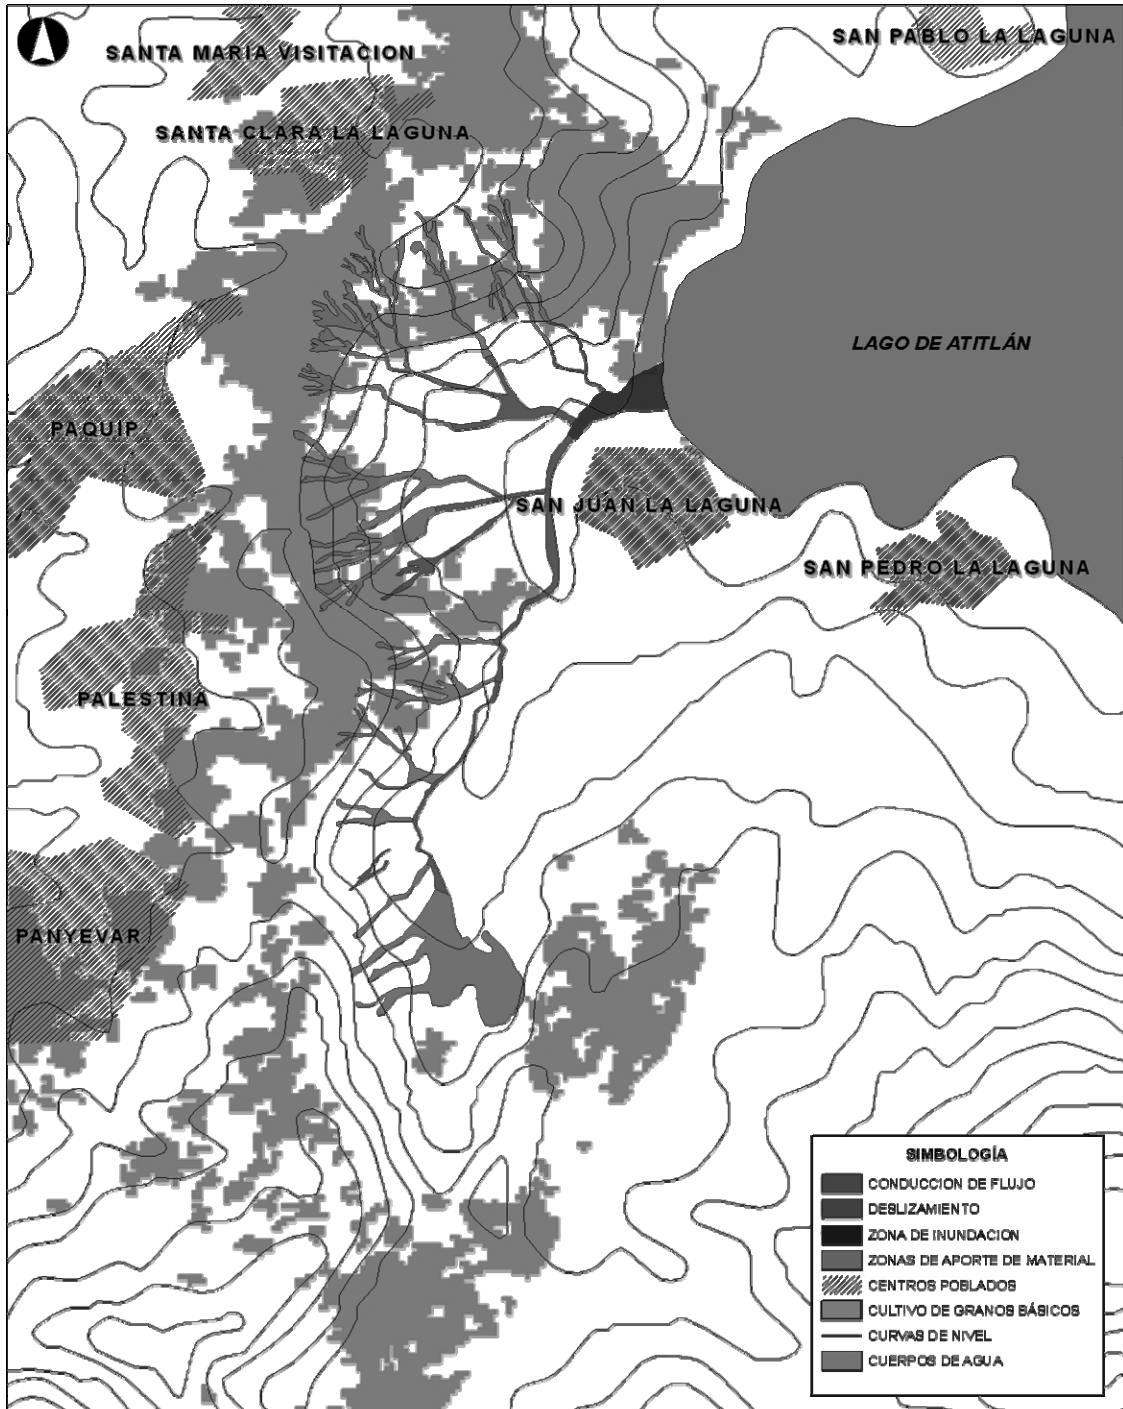 SANTA MARIA VISITACION
SAN PABLO LA LAGUNA
SANTA CLARA LA LAGUNA
LAGO DE ATITLÁN
PAQUIP
SAN JUAN LA LAGUNA
SAN PEDRO LA LAGUNA
PALESTINA
PANYEVAR
SIMBOLOGÍA
CONDUCCION DE FLUJO
DESLIZAMIENTO
ZONA DE INUNDACION
ZONAS DE APORTE DE MATERIAL
CENTROS POBLADOS
CULTIVO DE GRANOS BÁSICOS
CURVAS DE NIVEL
CUERPOS DE AGUA